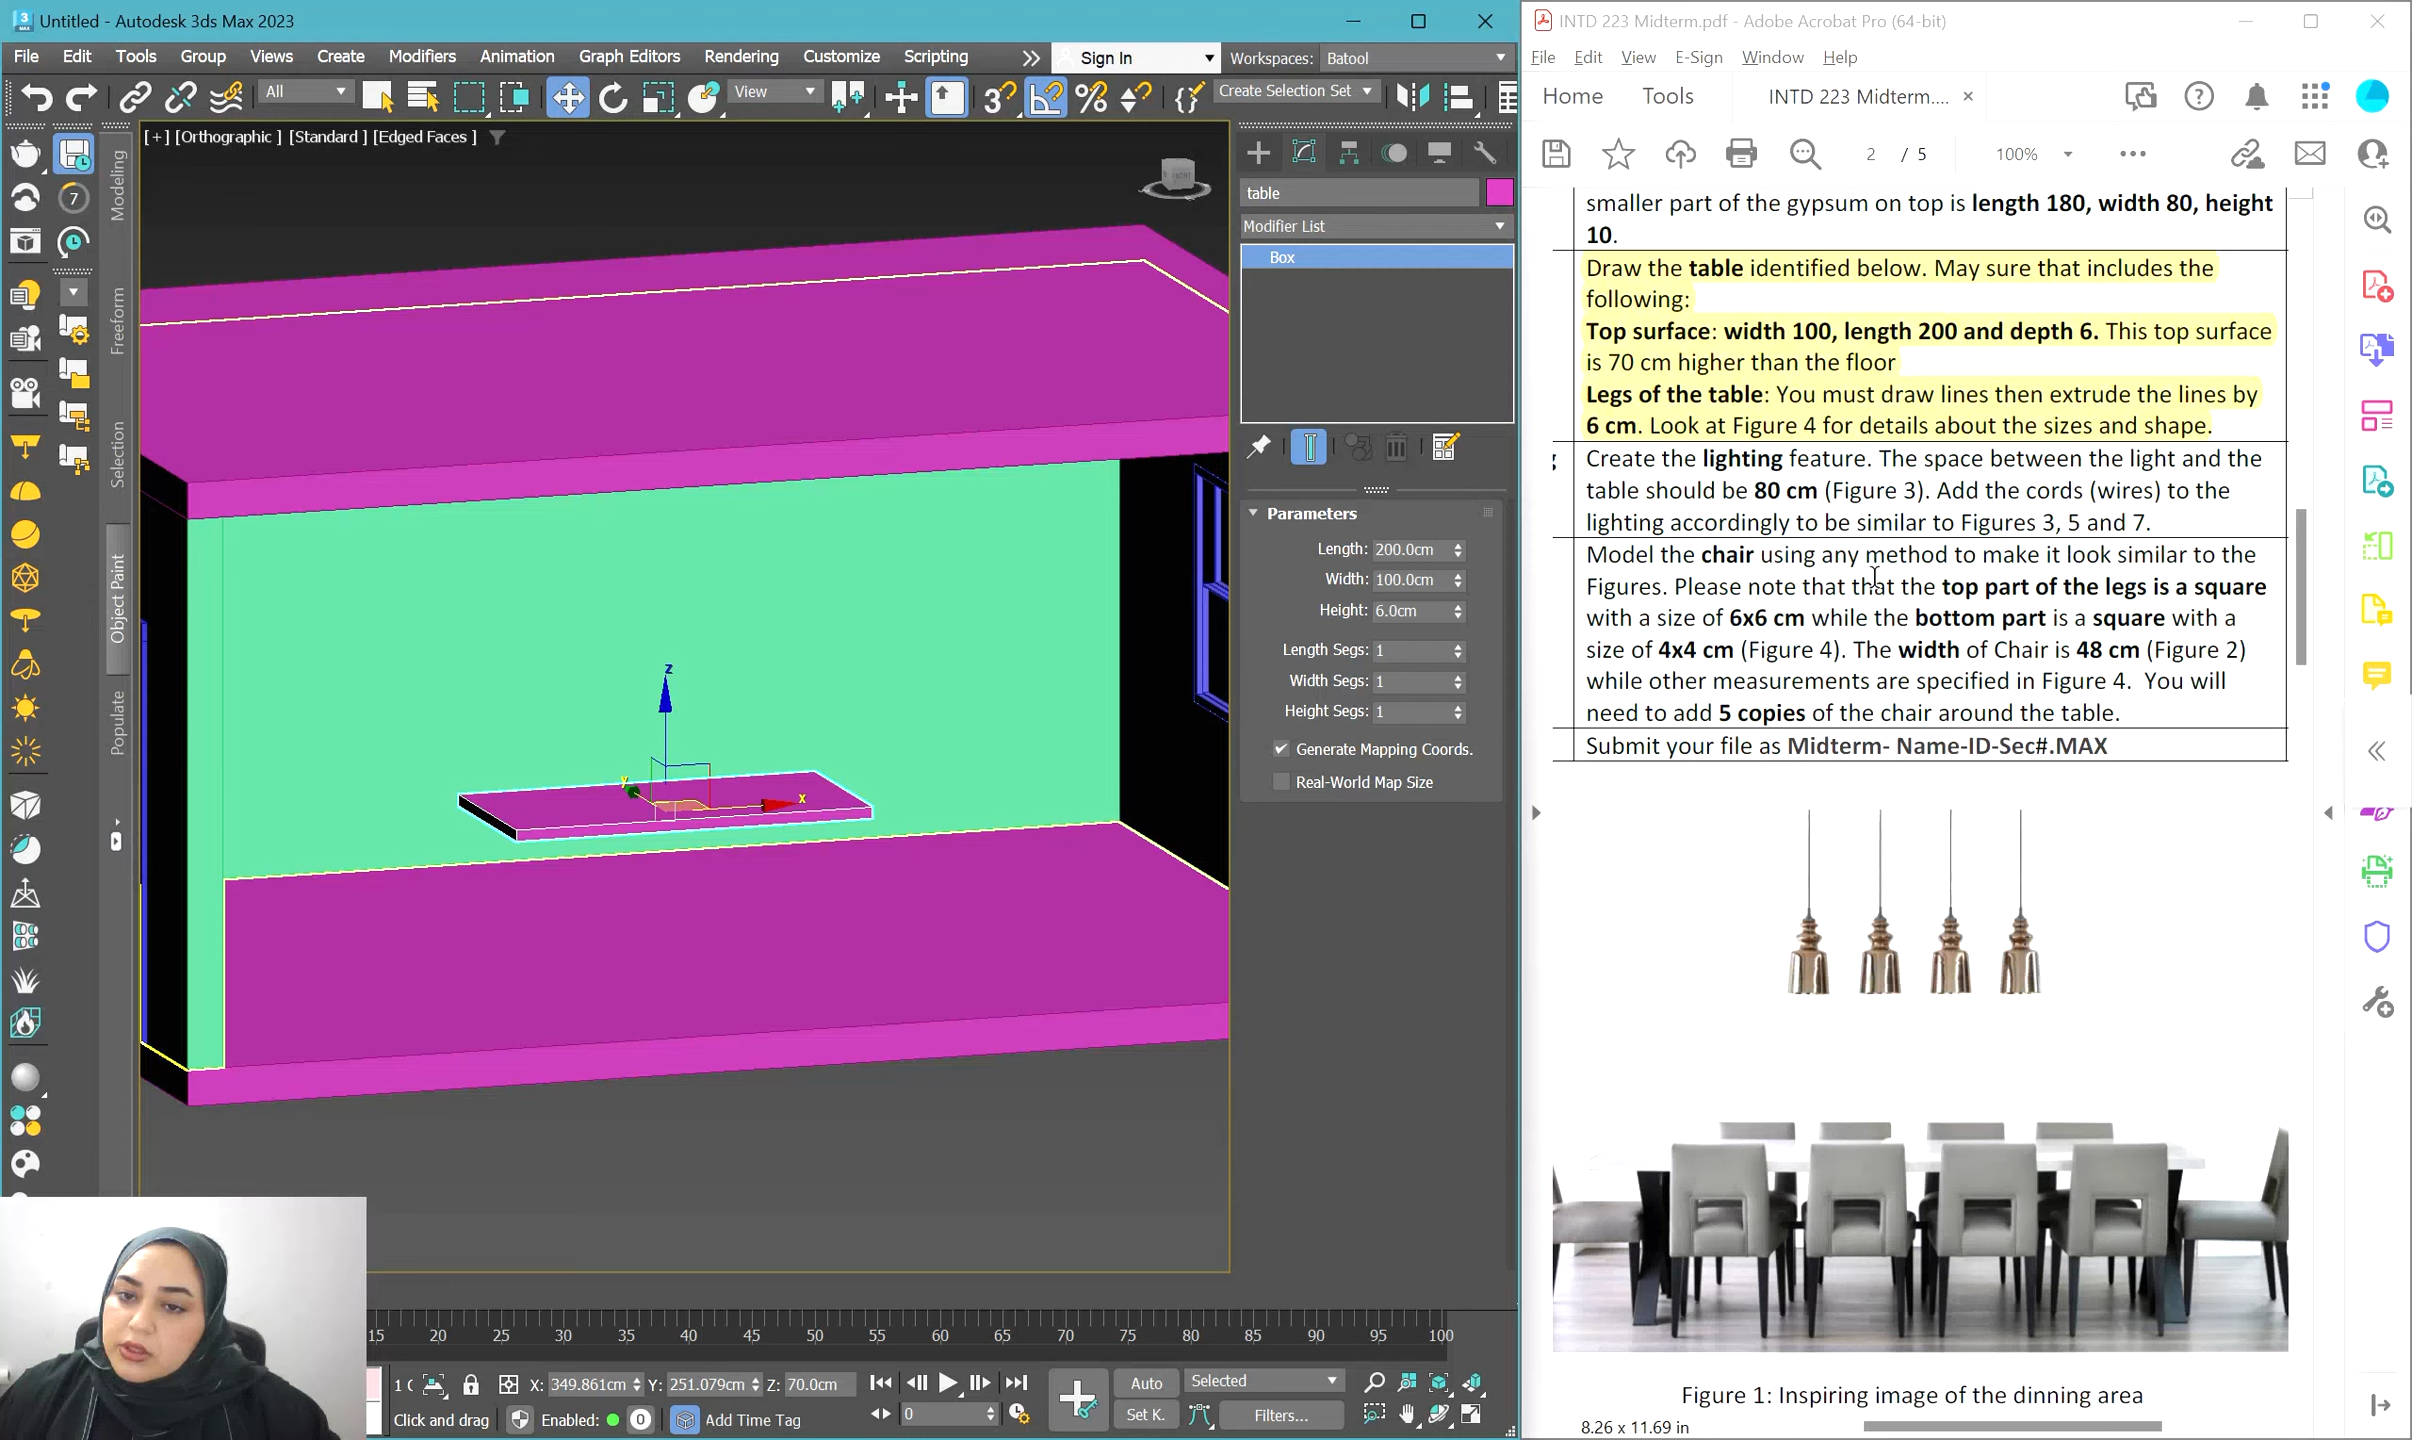 Untitled - Autodesk 3ds Max 2023
File Edit Tools Group Views Create Modifiers Animation Graph Editors Rendering Customize Scripting
Sign In
Workspaces: Batool
All
View
Create Selection Set
[+] [Orthographic ] [Standard ] [Edged Faces ]
Modeling
Freeform
Selection
Object Paint
Populate
7
FRONT
table
Modifier List
Box
Parameters
Length: 200.0cm
Width: 100.0cm
Height: 6.0cm
Length Segs: 1
Width Segs: 1
Height Segs: 1
Generate Mapping Coords.
Real-World Map Size
z
y
x
15 20 25 30 35 40 45 50 55 60 65 70 75 80 85 90 95 100
X: 349.861cm Y: 251.079cm Z: 70.0cm
Auto
Selected
Click and drag
Enabled:
Add Time Tag
0
Set K.
Filters...
INTD 223 Midterm.pdf - Adobe Acrobat Pro (64-bit)
File Edit View E-Sign Window Help
Home Tools INTD 223 Midterm....
2 / 5
100%
smaller part of the gypsum on top is length 180, width 80, height
10.
Draw the table identified below. May sure that includes the
following:
Top surface: width 100, length 200 and depth 6. This top surface
is 70 cm higher than the floor
Legs of the table: You must draw lines then extrude the lines by
6 cm. Look at Figure 4 for details about the sizes and shape.
Create the lighting feature. The space between the light and the
table should be 80 cm (Figure 3). Add the cords (wires) to the
lighting accordingly to be similar to Figures 3, 5 and 7.
Model the chair using any method to make it look similar to the
Figures. Please note that that the top part of the legs is a square
with a size of 6x6 cm while the bottom part is a square with a
size of 4x4 cm (Figure 4). The width of Chair is 48 cm (Figure 2)
while other measurements are specified in Figure 4. You will
need to add 5 copies of the chair around the table.
Submit your file as Midterm- Name-ID-Sec#.MAX
Figure 1: Inspiring image of the dinning area
8.26 x 11.69 in